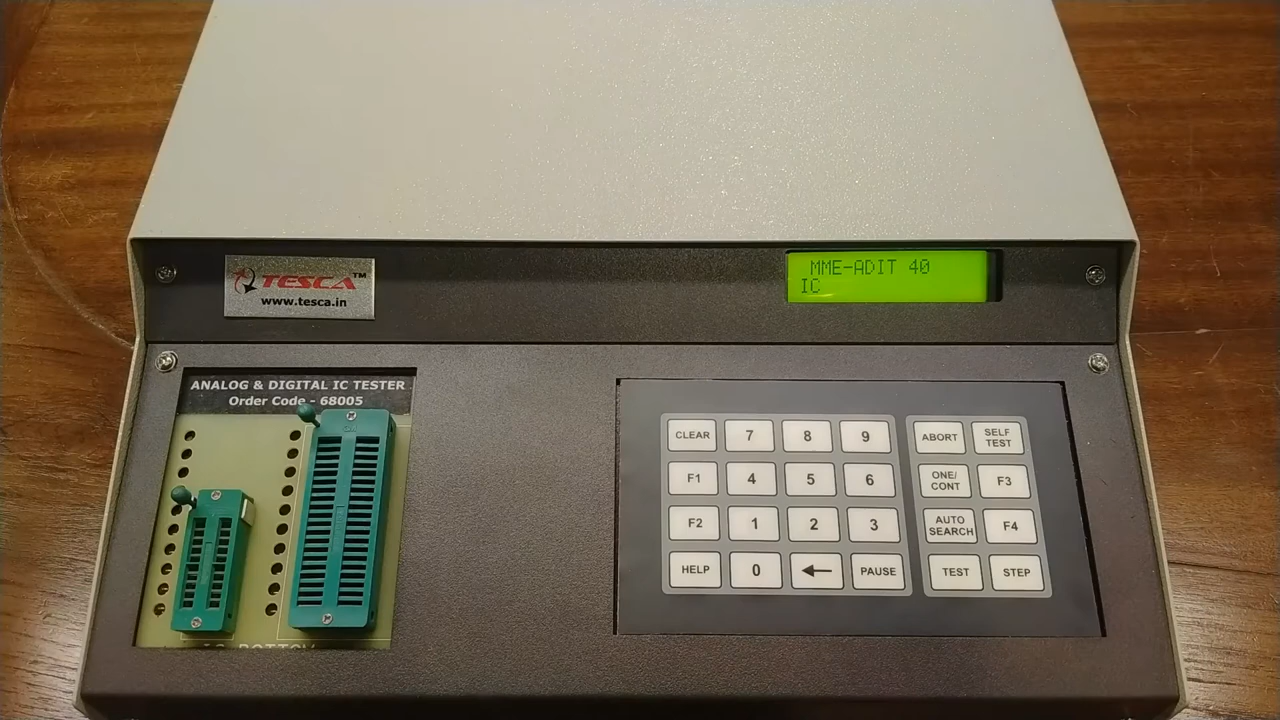 TESCA™
www.tesca.in
MME-ADIT 40
IC
ANALOG & DIGITAL IC TESTER
Order Code - 68005
CLEAR 7 8 9 ABORT SELF TEST
F1 4 5 6 ONE/CONT F3
F2 1 2 3 AUTO SEARCH F4
HELP 0 ← PAUSE TEST STEP
BOTTOM